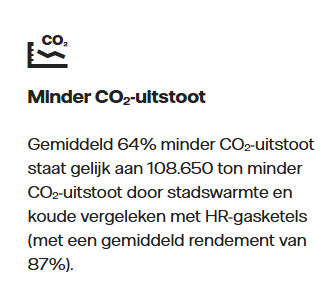 CO₂
Minder CO₂-uitstoot
Gemiddeld 64% minder CO₂-uitstoot
staat gelijk aan 108.650 ton minder
CO₂-uitstoot door stadswarmte en
koude vergeleken met HR-gasketels
(met een gemiddeld rendement van
87%).